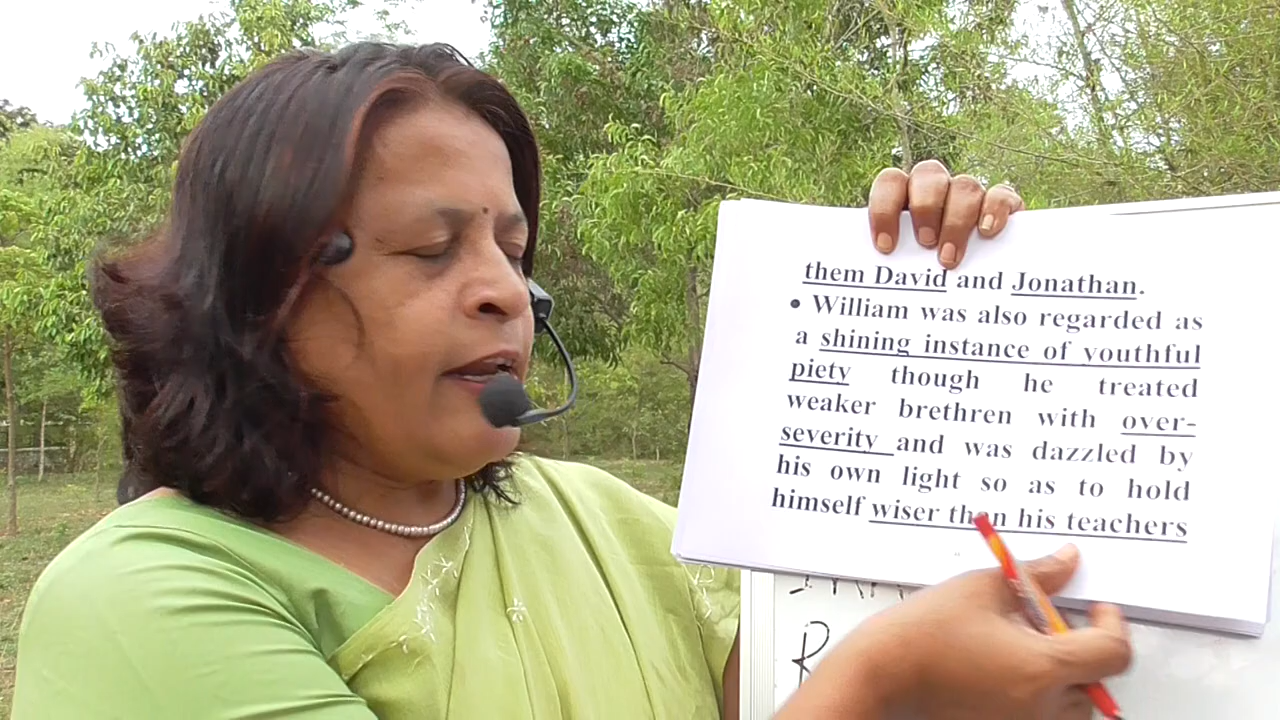 them David and Jonathan.
• William was also regarded as
a shining instance of youthful
piety though he treated
weaker brethren with over-
severity and was dazzled by
his own light so as to hold
himself wiser than his teachers
R